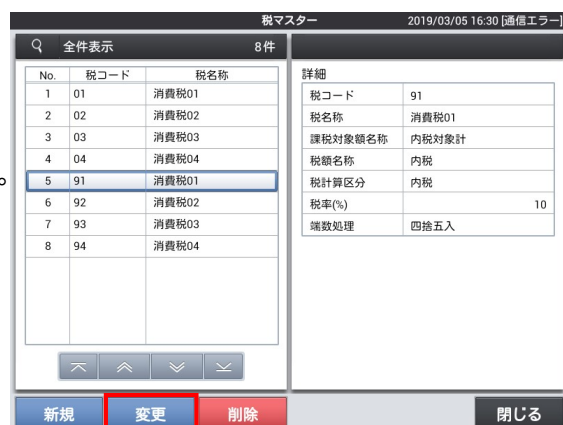 税マスター 2019/03/05 16:30 [通信エラー]
全件表示 8件
No. 税コード 税名称
1 01 消費税01
2 02 消費税02
3 03 消費税03
4 04 消費税04
5 91 消費税01
6 92 消費税02
7 93 消費税03
8 94 消費税04
詳細
税コード 91
税名称 消費税01
課税対象額名称 内税対象計
税額名称 内税
税計算区分 内税
税率(%) 10
端数処理 四捨五入
。
新規 変更 削除 閉じる